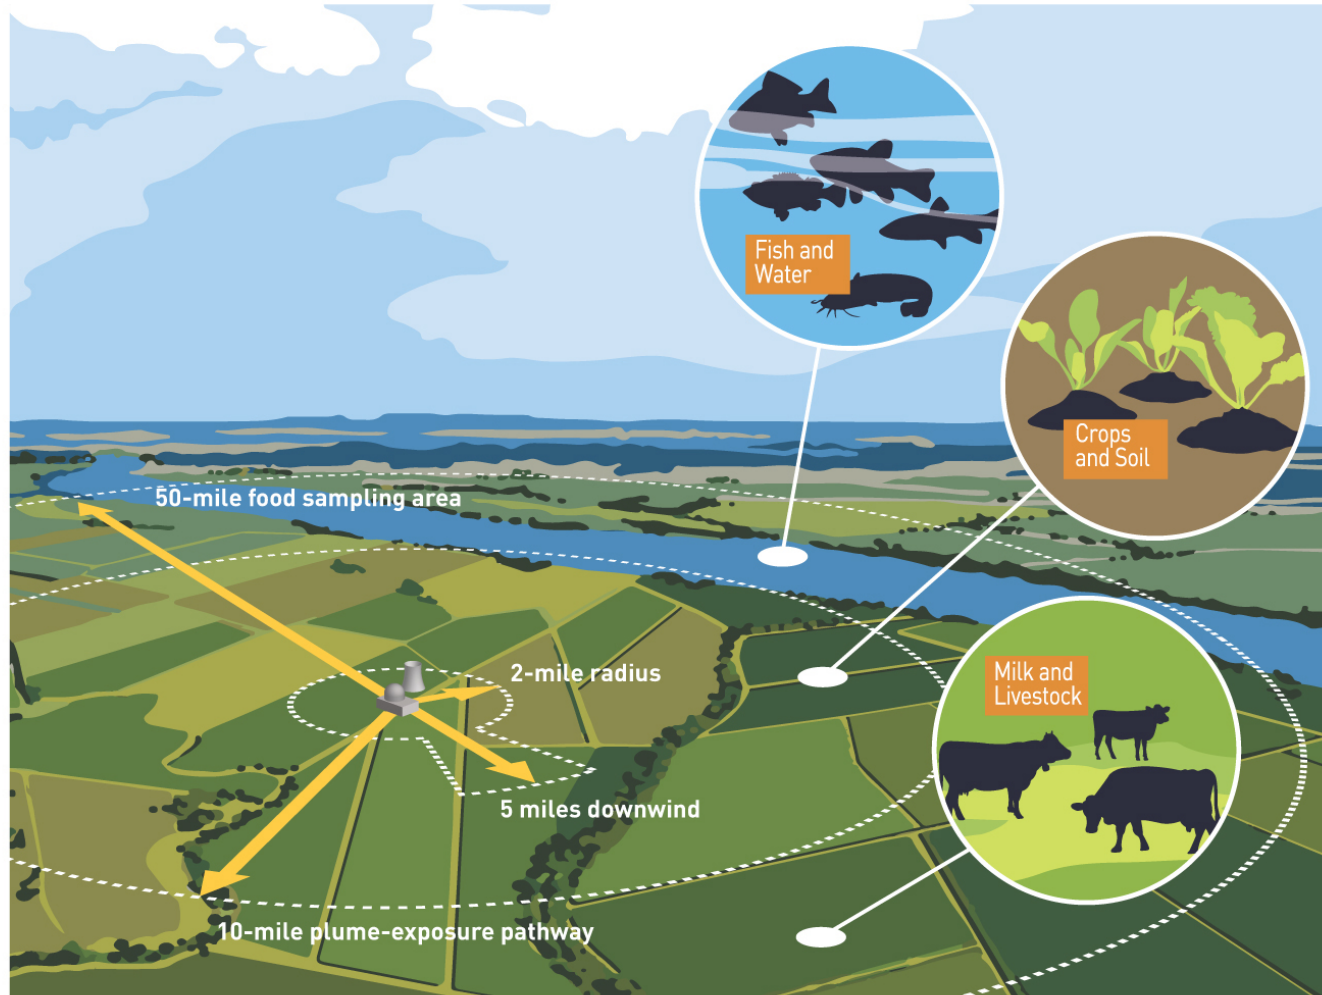 Fish and
Water
Crops
and Soil
50-mile food sampling area
2-mile radius
Milk and
Livestock
5 miles downwind
10-mile plume-exposure pathway